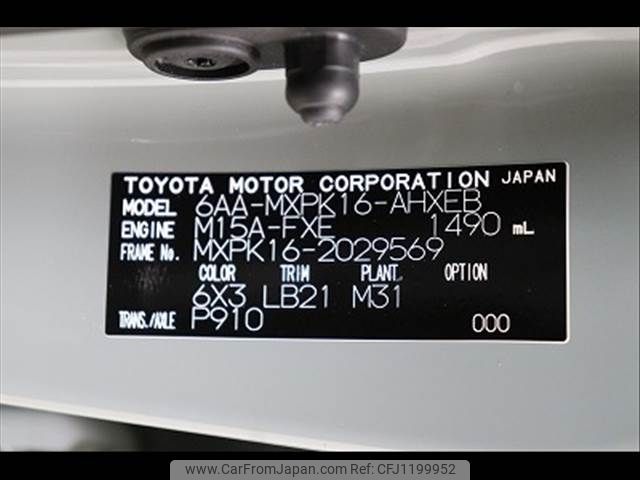 TOYOTA MOTOR CORPORATION JAPAN
MODEL 6AA-MXPK16-AHXEB
ENGINE M15A-FXE 1490 mL
FRAME No. MXPK16-2029569
COLOR TRIM PLANT OPTION
6X3 LB21 M31
TRANS./AXLE P910 000
www.CarFromJapan.com CFJ1199952